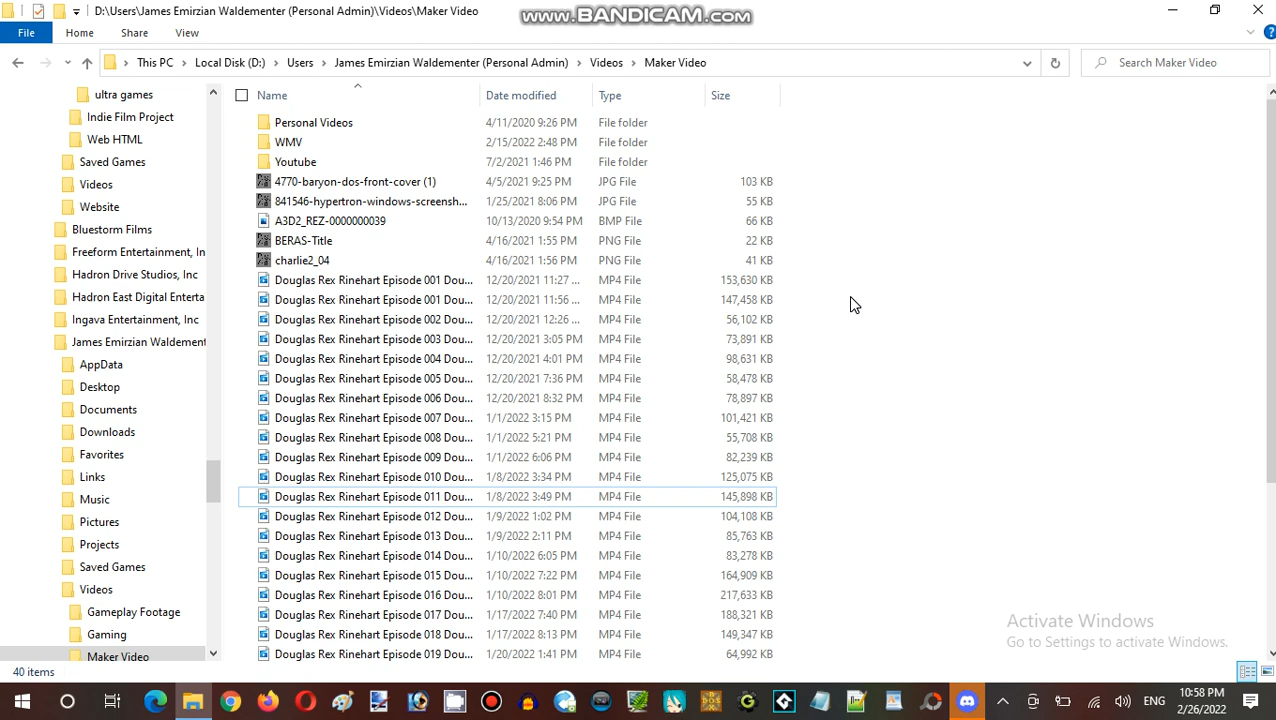 D:\Users\James Emirzian Waldementer (Personal Admin)\Videos\Maker Video
www.BANDICAM.com
File Home Share View
This PC Local Disk (D:) Users James Emirzian Waldementer (Personal Admin) Videos Maker Video Search Maker Video
Name Date modified Type Size
ultra games
Indie Film Project
Web HTML
Saved Games
Videos
Website
Bluestorm Films
Freeform Entertainment, In
Hadron Drive Studios, Inc
Hadron East Digital Enterta
Ingava Entertainment, Inc
James Emirzian Waldement
AppData
Desktop
Documents
Downloads
Favorites
Links
Music
Pictures
Projects
Saved Games
Videos
Gameplay Footage
Gaming
Maker Video
Personal Videos 4/11/2020 9:26 PM File folder
WMV 2/15/2022 2:48 PM File folder
Youtube 7/2/2021 1:46 PM File folder
4770-baryon-dos-front-cover (1) 4/5/2021 9:25 PM JPG File 103 KB
841546-hypertron-windows-screensh... 1/25/2021 8:06 PM JPG File 55 KB
A3D2_REZ-0000000039 10/13/2020 9:54 PM BMP File 66 KB
BERAS-Title 4/16/2021 1:55 PM PNG File 22 KB
charlie2_04 4/16/2021 1:56 PM PNG File 41 KB
Douglas Rex Rinehart Episode 001 Dou... 12/20/2021 11:27 ... MP4 File 153,630 KB
Douglas Rex Rinehart Episode 001 Dou... 12/20/2021 11:56 ... MP4 File 147,458 KB
Douglas Rex Rinehart Episode 002 Dou... 12/20/2021 12:26 ... MP4 File 56,102 KB
Douglas Rex Rinehart Episode 003 Dou... 12/20/2021 3:05 PM MP4 File 73,891 KB
Douglas Rex Rinehart Episode 004 Dou... 12/20/2021 4:01 PM MP4 File 98,631 KB
Douglas Rex Rinehart Episode 005 Dou... 12/20/2021 7:36 PM MP4 File 58,478 KB
Douglas Rex Rinehart Episode 006 Dou... 12/20/2021 8:32 PM MP4 File 78,897 KB
Douglas Rex Rinehart Episode 007 Dou... 1/1/2022 3:15 PM MP4 File 101,421 KB
Douglas Rex Rinehart Episode 008 Dou... 1/1/2022 5:21 PM MP4 File 55,708 KB
Douglas Rex Rinehart Episode 009 Dou... 1/1/2022 6:06 PM MP4 File 82,239 KB
Douglas Rex Rinehart Episode 010 Dou... 1/8/2022 3:34 PM MP4 File 125,075 KB
Douglas Rex Rinehart Episode 011 Dou... 1/8/2022 3:49 PM MP4 File 145,898 KB
Douglas Rex Rinehart Episode 012 Dou... 1/9/2022 1:02 PM MP4 File 104,108 KB
Douglas Rex Rinehart Episode 013 Dou... 1/9/2022 2:11 PM MP4 File 85,763 KB
Douglas Rex Rinehart Episode 014 Dou... 1/10/2022 6:05 PM MP4 File 83,278 KB
Douglas Rex Rinehart Episode 015 Dou... 1/10/2022 7:22 PM MP4 File 164,909 KB
Douglas Rex Rinehart Episode 016 Dou... 1/10/2022 8:01 PM MP4 File 217,633 KB
Douglas Rex Rinehart Episode 017 Dou... 1/17/2022 7:40 PM MP4 File 188,321 KB
Douglas Rex Rinehart Episode 018 Dou... 1/17/2022 8:13 PM MP4 File 149,347 KB
Douglas Rex Rinehart Episode 019 Dou... 1/20/2022 1:41 PM MP4 File 64,992 KB
Activate Windows
Go to Settings to activate Windows.
40 items
ENG
10:58 PM
2/26/2022